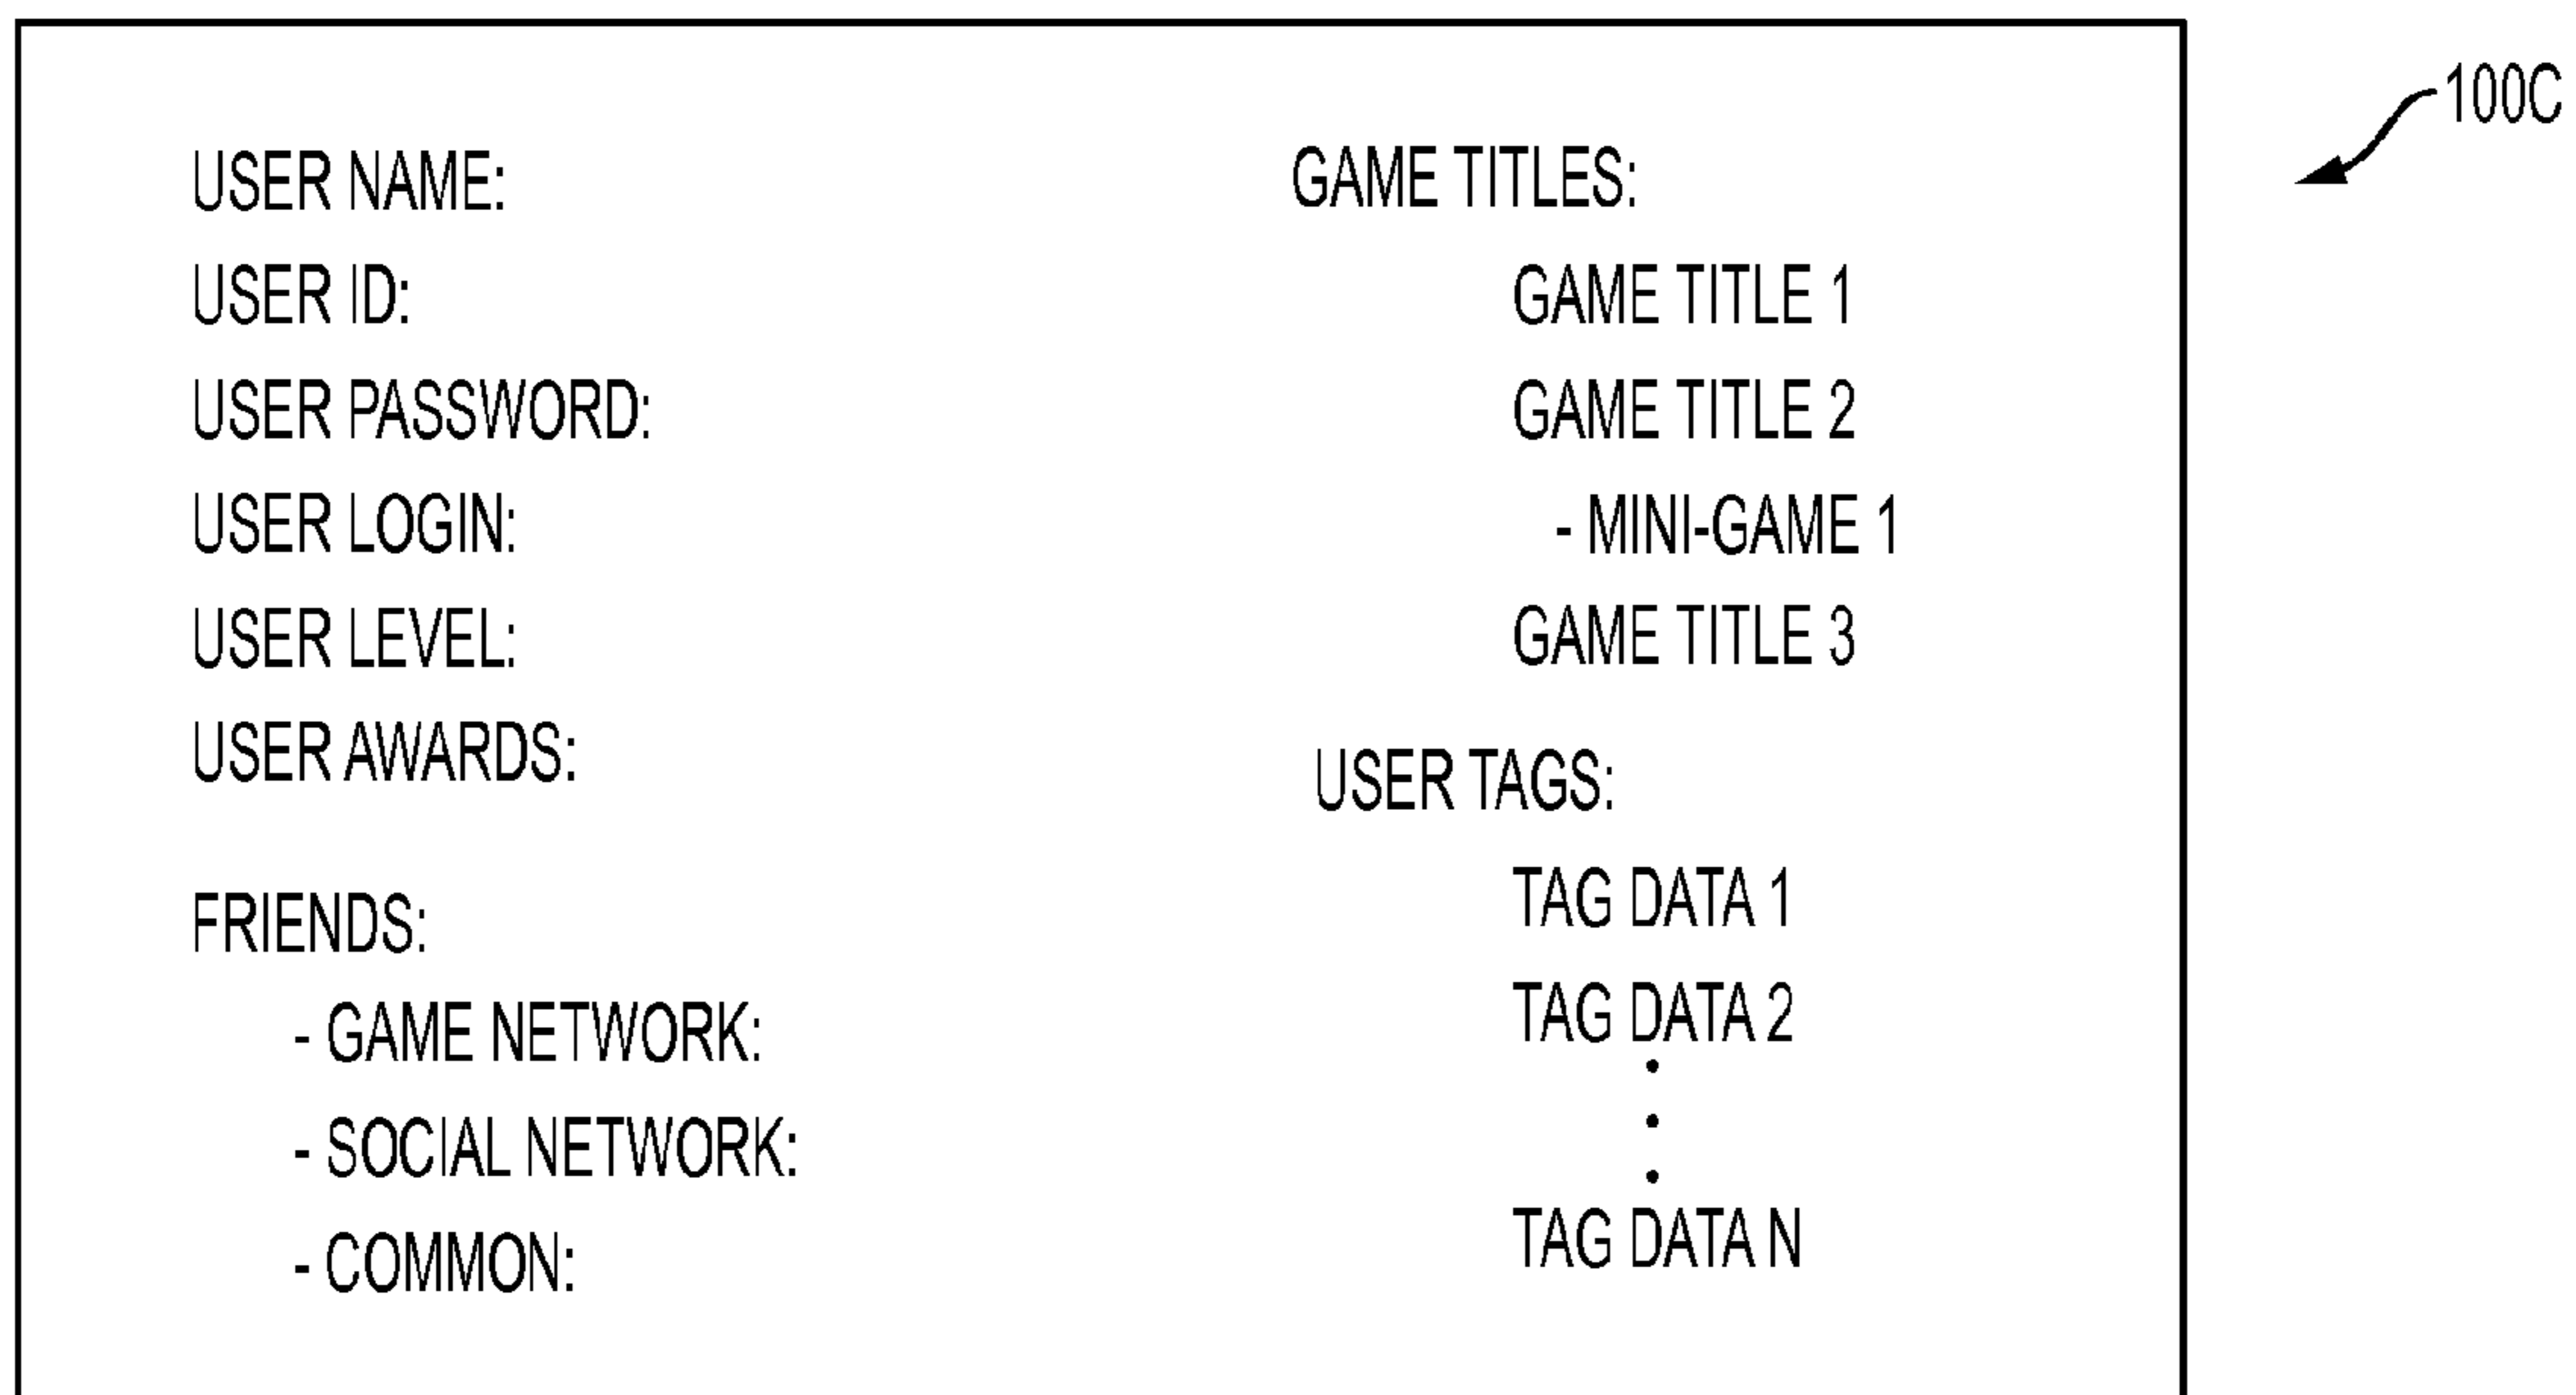 100C
USER NAME:
USER ID:
USER PASSWORD:
USER LOGIN:
USER LEVEL:
USER AWARDS:
FRIENDS:
- GAME NETWORK:
- SOCIAL NETWORK:
- COMMON:
GAME TITLES:
GAME TITLE 1
GAME TITLE 2
- MINI-GAME 1
GAME TITLE 3
USER TAGS:
TAG DATA 1
TAG DATA 2
TAG DATA N